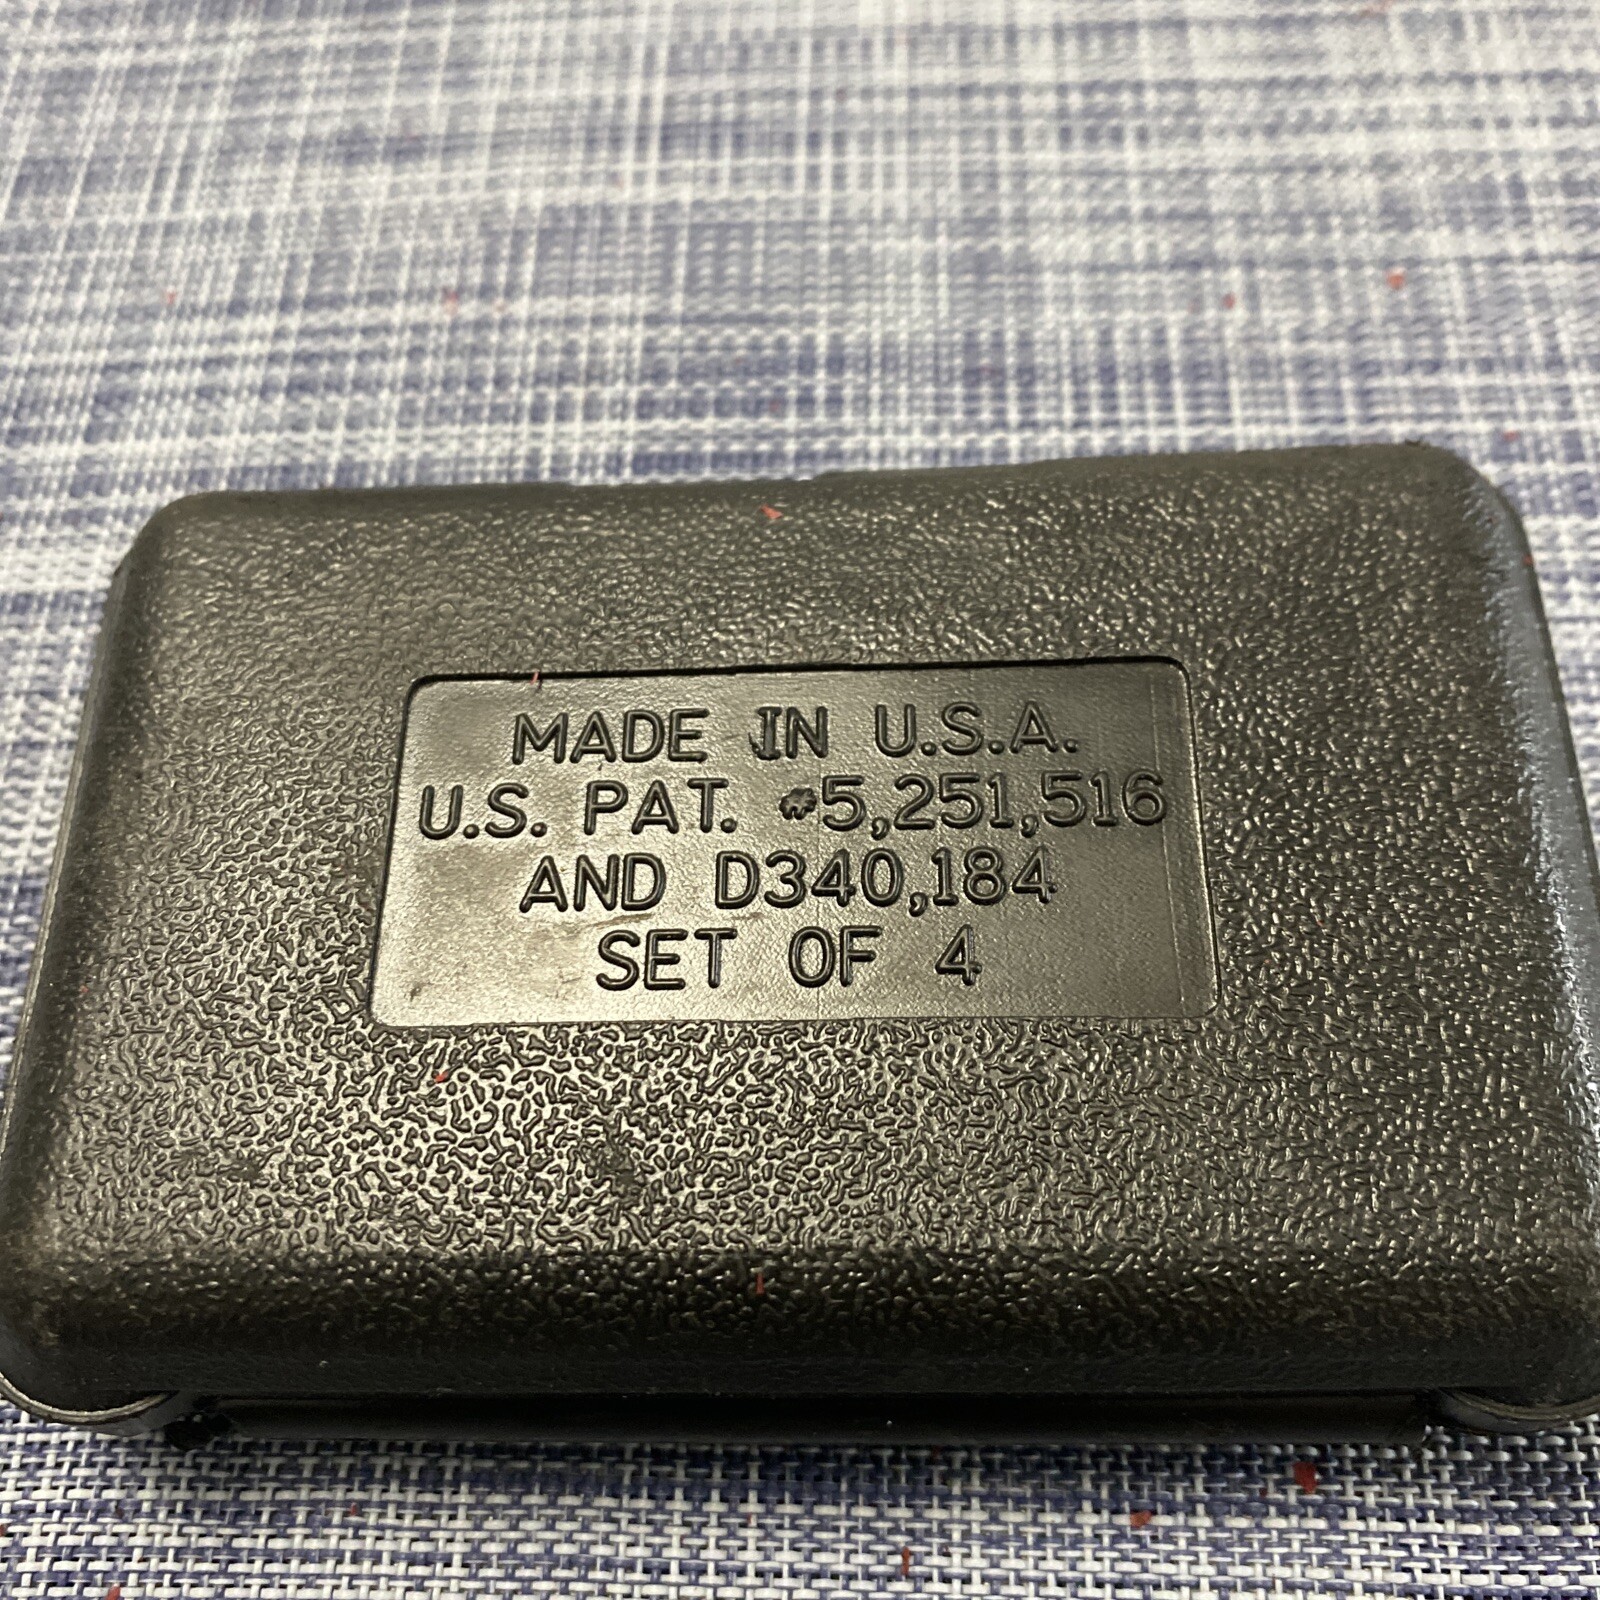 MADE IN U.S.A.
U.S. PAT. #5,251,516
AND D340,184
SET OF 4